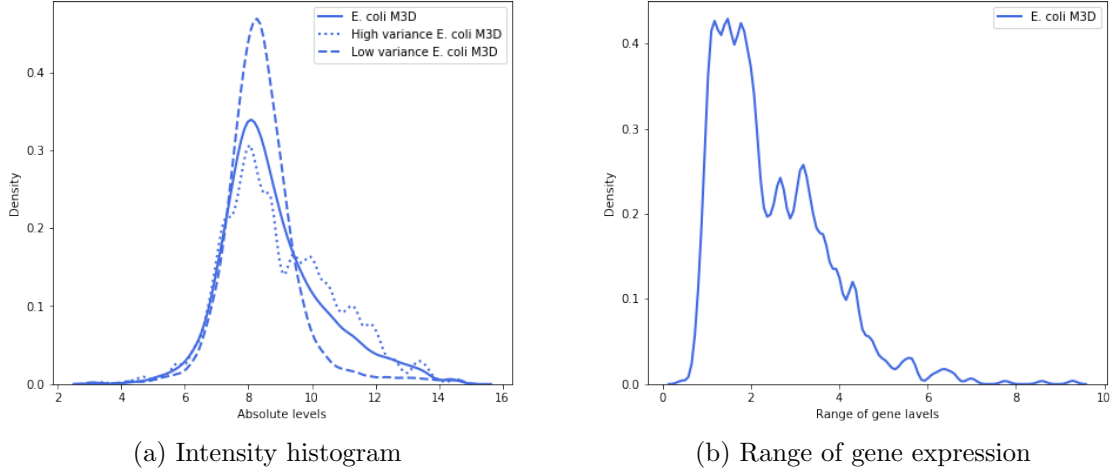 E. coli M3D
High variance E. coli M3D
Low variance E. coli M3D
Density
0.4
0.3
0.2
0.1
0.0
2 4 6 8 10 12 14 16
Absolute levels
(a) Intensity histogram
E. coli M3D
Density
0.4
0.3
0.2
0.1
0.0
0 2 4 6 8 10
Range of gene lavels
(b) Range of gene expression